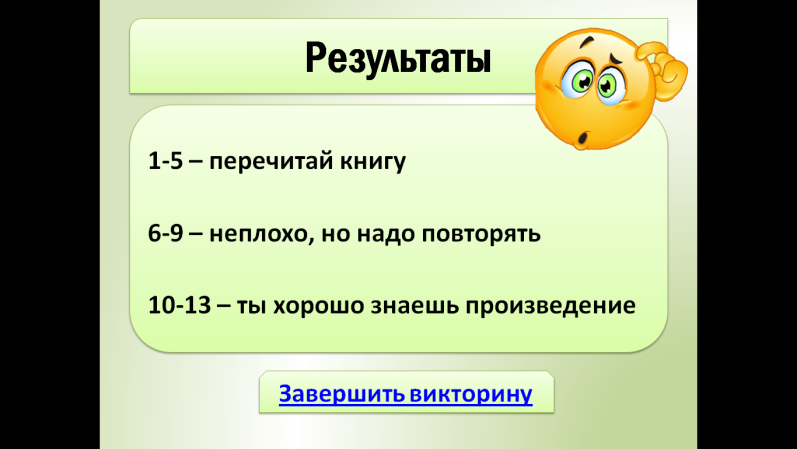 Результаты
1-5 – перечитай книгу
6-9 – неплохо, но надо повторять
10-13 – ты хорошо знаешь произведение
Завершить викторину